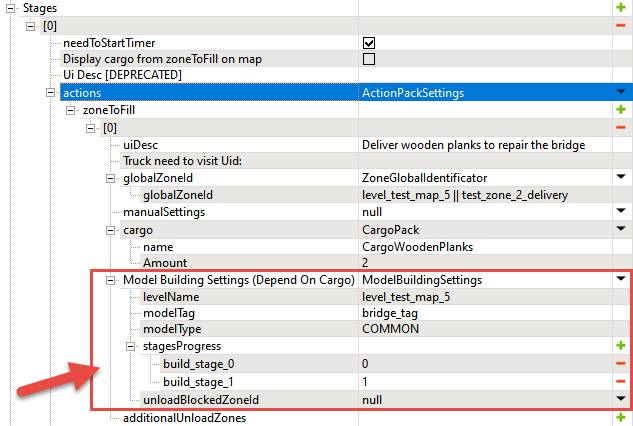 Stages
[0]
needToStartTimer
Display cargo from zoneToFill on map
Ui Desc [DEPRECATED]
actions ActionPackSettings
zoneToFill
[0]
uiDesc Deliver wooden planks to repair the bridge
Truck need to visit Uid:
globalZoneId ZoneGlobalIdentificator
globalZoneId level_test_map_5 || test_zone_2_delivery
manualSettings null
cargo CargoPack
name CargoWoodenPlanks
Amount 2
Model Building Settings (Depend On Cargo) ModelBuildingSettings
levelName level_test_map_5
modelTag bridge_tag
modelType COMMON
stagesProgress
build_stage_0 0
build_stage_1 1
unloadBlockedZoneId null
additionalUnloadZones